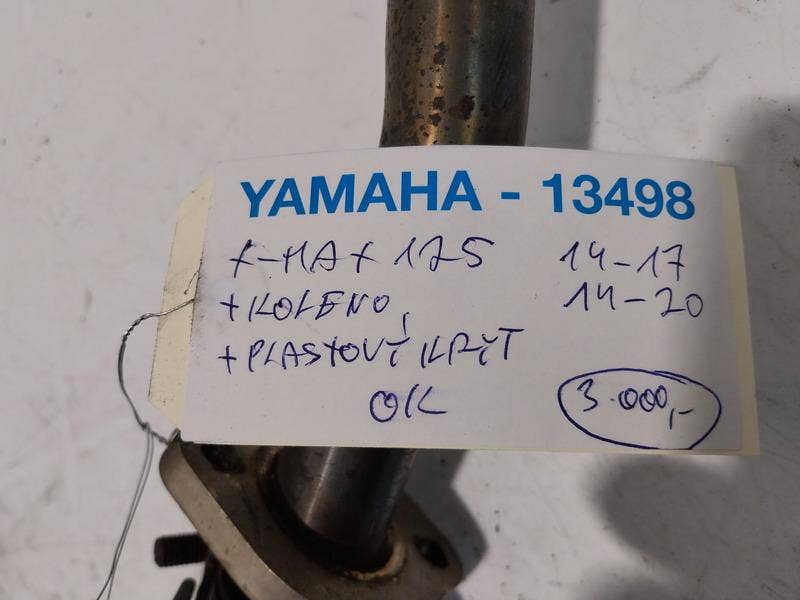 YAMAHA - 13498
X-MAX 125 14-17
+KOLENO, 14-20
+PLASTOVÝ KRYT
OK 3.000,-